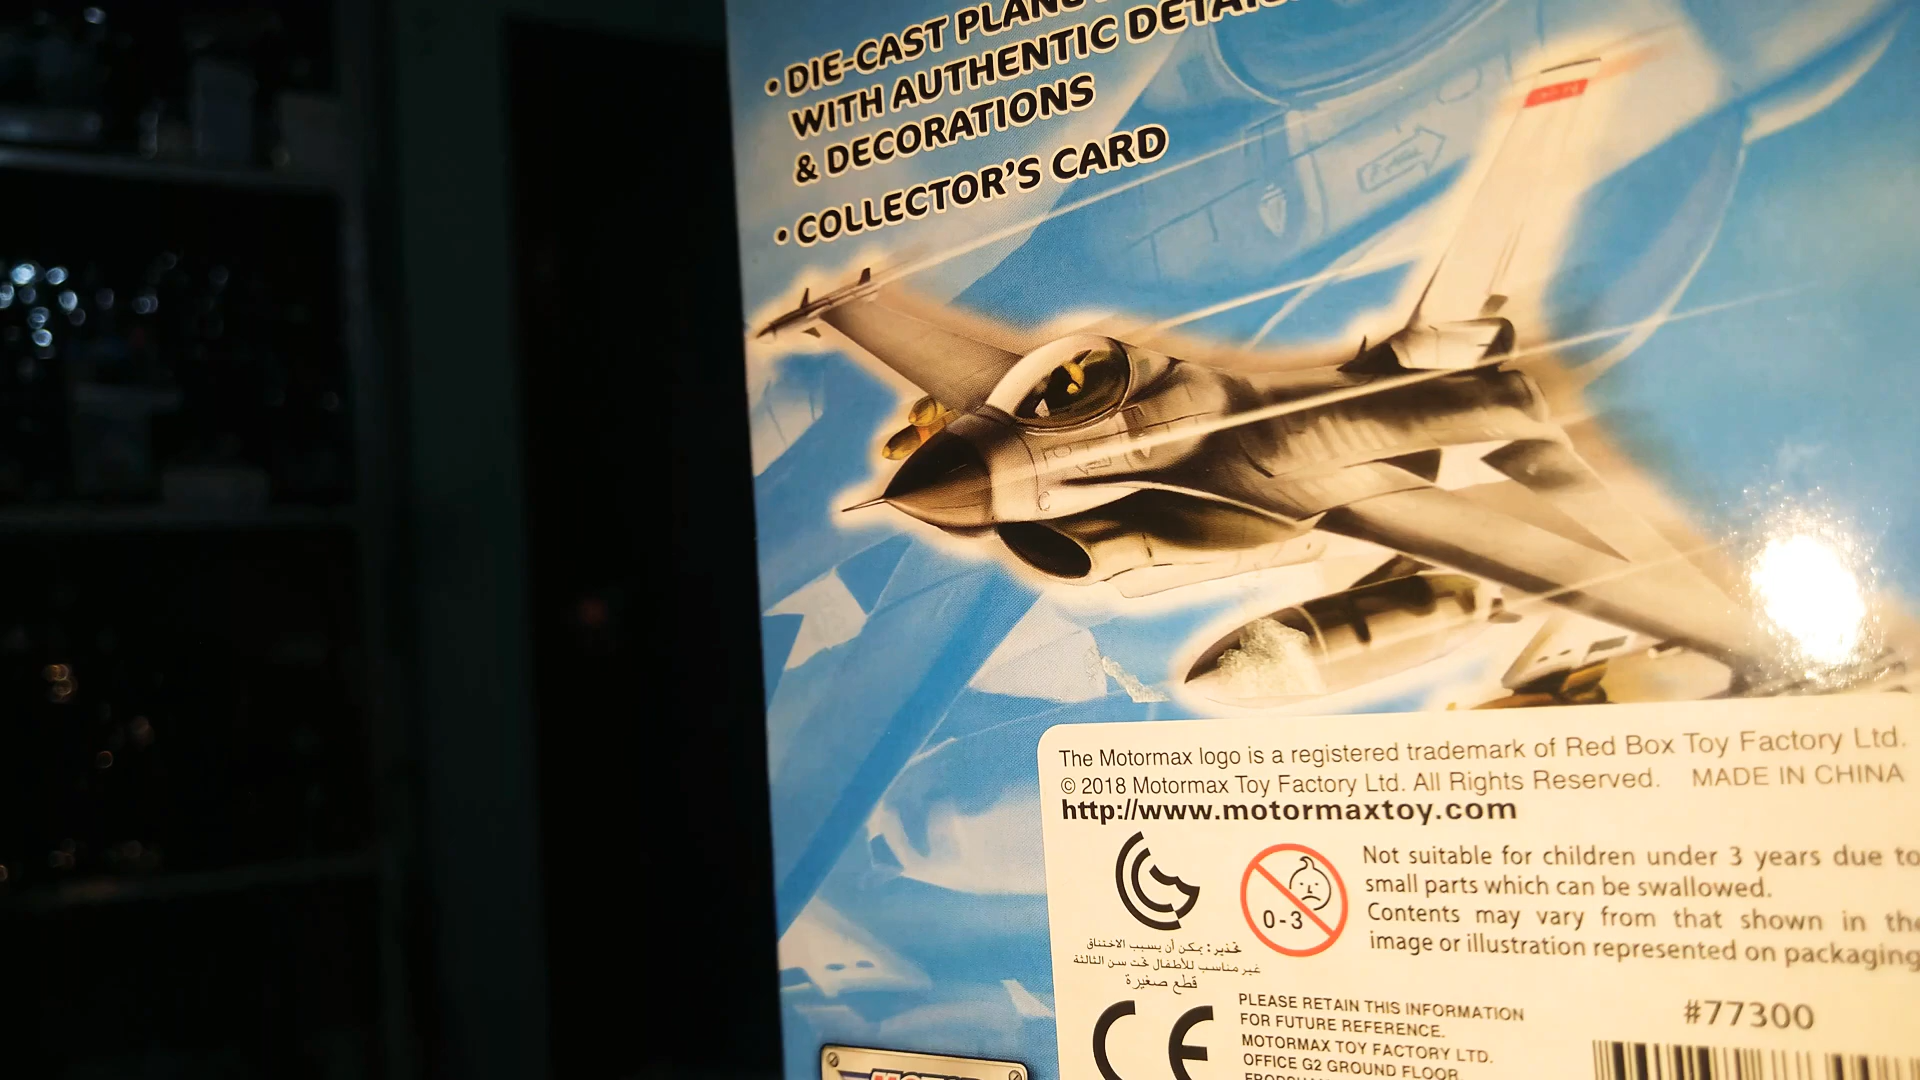 • DIE-CAST
WITH AUTHENTIC
& DECORATIONS
• COLLECTOR'S CARD
The Motormax logo is a registered trademark of Red Box Toy Factory Ltd.
© 2018 Motormax Toy Factory Ltd. All Rights Reserved. MADE IN CHINA
http://www.motormaxtoy.com
0-3
Not suitable for children under 3 years due to
small parts which can be swallowed.
Contents may vary from that shown in the
image or illustration represented on packaging
تحذير: يمكن أن يسبب الاختناق
غير مناسب للأطفال تحت سن الثالثة
قطع صغيرة
CE
PLEASE RETAIN THIS INFORMATION
FOR FUTURE REFERENCE.
MOTORMAX TOY FACTORY LTD.
OFFICE G2 GROUND FLOOR
#77300